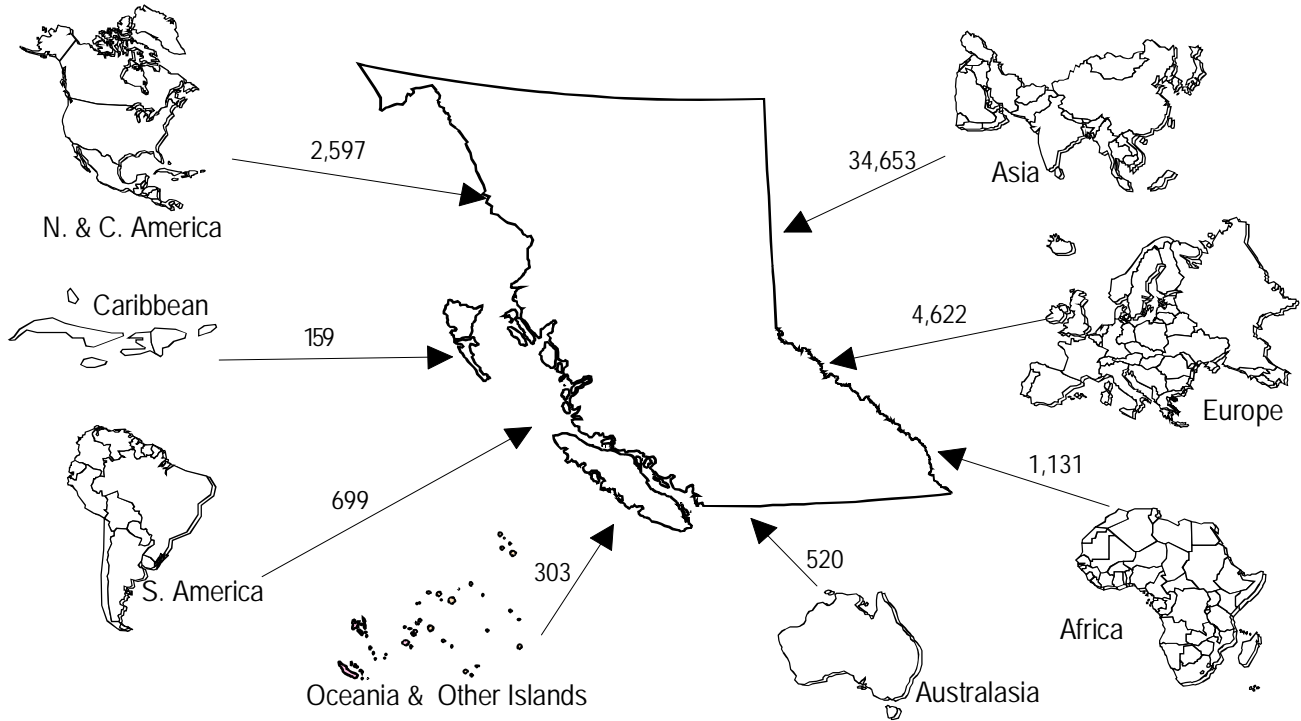 2,597
N. & C. America
34,653
Asia
Caribbean
159
4,622
Europe
699
S. America
1,131
303
520
Africa
Oceania & Other Islands
Australasia